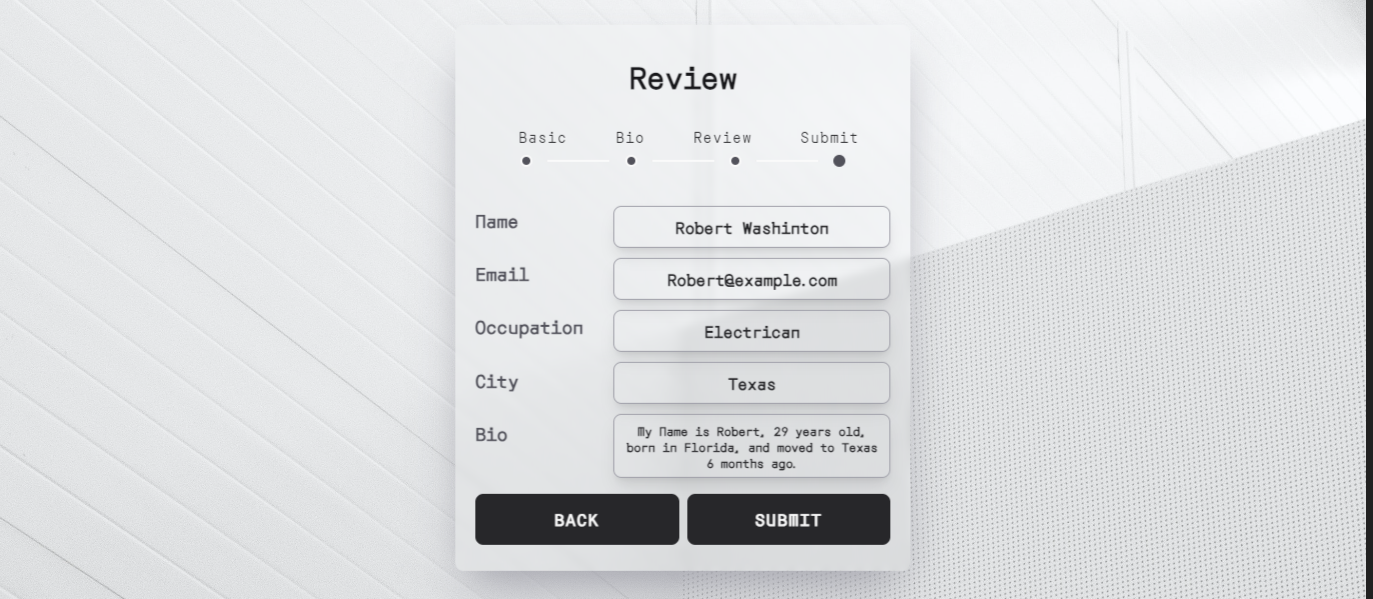 Review
Basic Bio Review Submit
Name Robert Washinton
Email Robert@example.com
Occupation Electrican
City Texas
Bio My Name is Robert, 29 years old,
born in Florida, and moved to Texas
6 months ago.
BACK SUBMIT